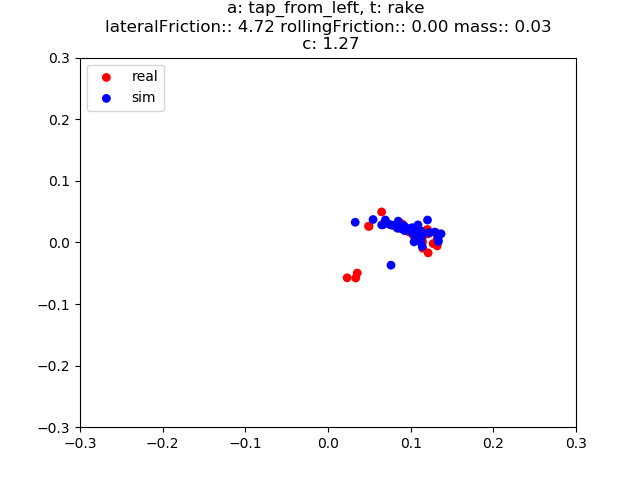 a: tap_from_left, t: rake
lateralFriction:: 4.72 rollingFriction:: 0.00 mass:: 0.03
c: 1.27
real
sim
0.3
0.2
0.1
0.0
−0.1
−0.2
−0.3
−0.3 −0.2 −0.1 0.0 0.1 0.2 0.3